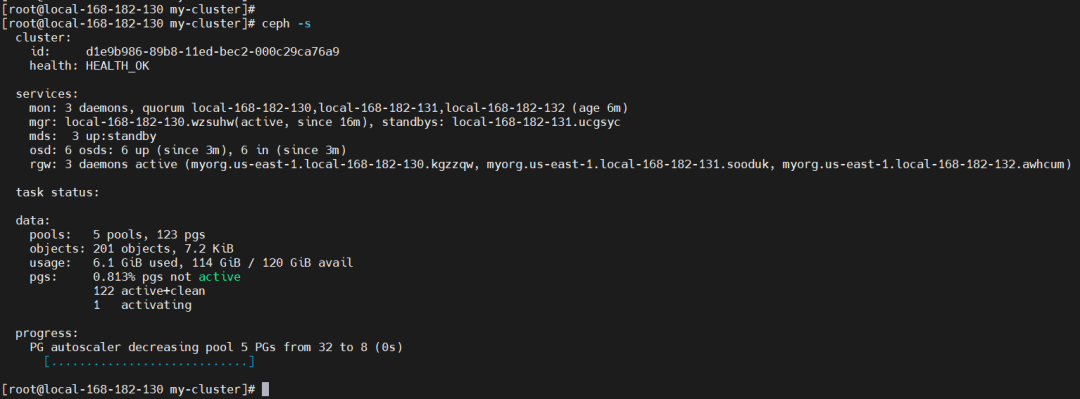 [root@local-168-182-130 my-cluster]#
[root@local-168-182-130 my-cluster]# ceph -s
  cluster:
    id:     d1e9b986-89b8-11ed-bec2-000c29ca76a9
    health: HEALTH_OK

  services:
    mon: 3 daemons, quorum local-168-182-130,local-168-182-131,local-168-182-132 (age 6m)
    mgr: local-168-182-130.wzsuhw(active, since 16m), standbys: local-168-182-131.ucgsyc
    mds:  3 up:standby
    osd: 6 osds: 6 up (since 3m), 6 in (since 3m)
    rgw: 3 daemons active (myorg.us-east-1.local-168-182-130.kgzzqw, myorg.us-east-1.local-168-182-131.sooduk, myorg.us-east-1.local-168-182-132.awhcum)

  task status:

  data:
    pools:   5 pools, 123 pgs
    objects: 201 objects, 7.2 KiB
    usage:   6.1 GiB used, 114 GiB / 120 GiB avail
    pgs:     0.813% pgs not active
             122 active+clean
             1   activating

  progress:
    PG autoscaler decreasing pool 5 PGs from 32 to 8 (0s)
      [............................]

[root@local-168-182-130 my-cluster]#